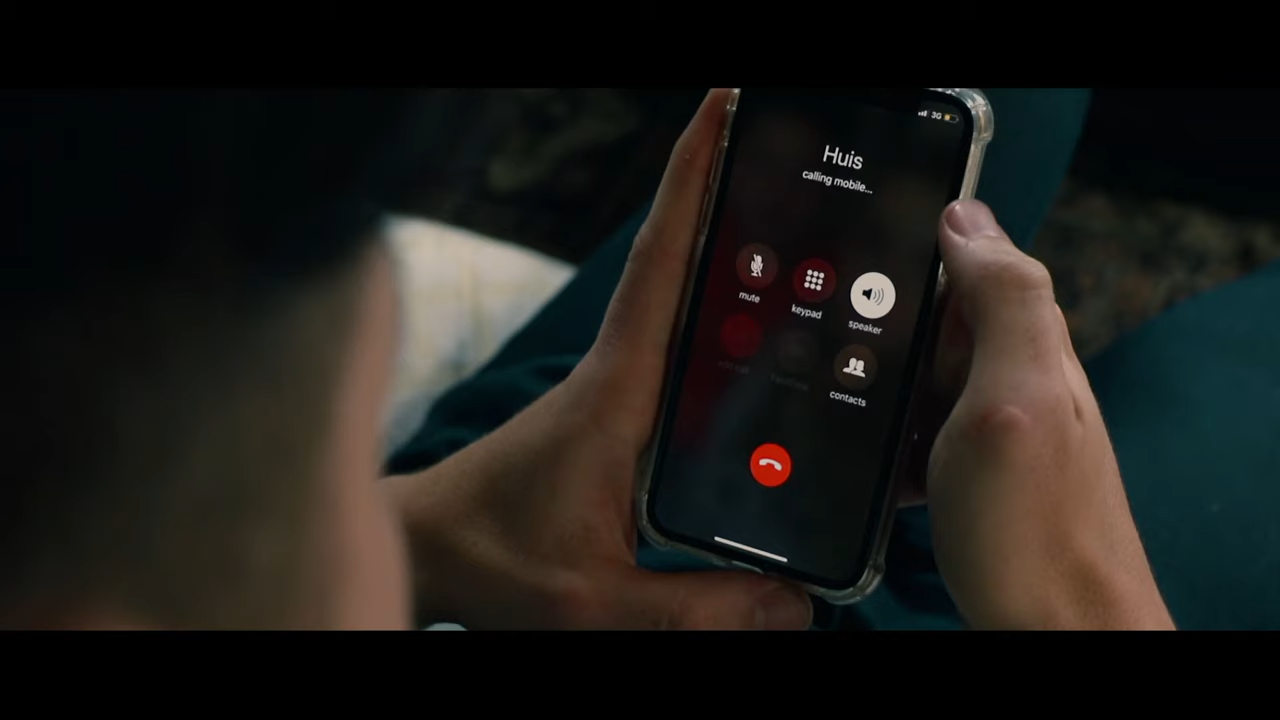 3G
Huis
calling mobile...
mute
keypad
speaker
contacts